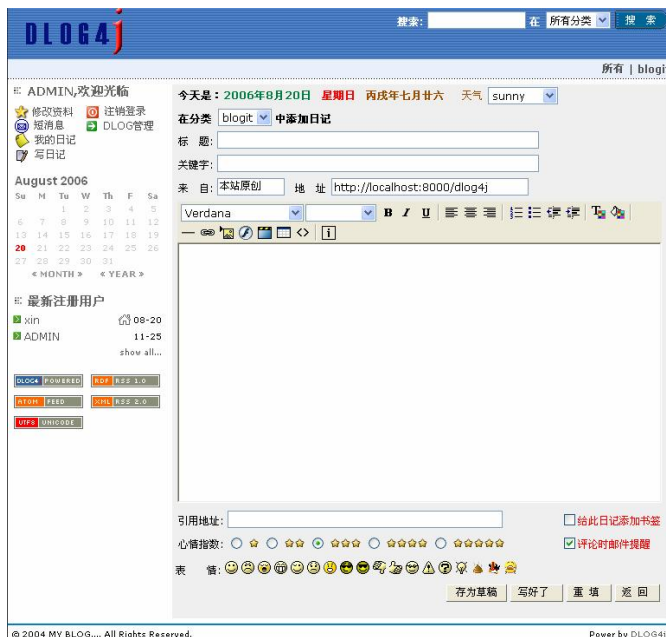 DLOG4j
搜索: 在 所有分类 搜 索
所有 | blogi
ADMIN,欢迎光临
修改资料 注销登录
短消息 DLOG管理
我的日记
写日记
August 2006
Su M Tu W Th F Sa
1 2 3 4 5
6 7 8 9 10 11 12
13 14 15 16 17 18 19
20 21 22 23 24 25 26
27 28 29 30 31
« MONTH » « YEAR »
最新注册用户
xin 08-20
ADMIN 11-25
show all...
DLOG4 POWERED RDF RSS 1.0
ATOM FEED XML RSS 2.0
UTF8 UNICODE
今天是：2006年8月20日 星期日 丙戌年七月廿六 天气 sunny
在分类 blogit 中添加日记
标 题:
关键字:
来 自: 本站原创 地 址 http://localhost:8000/dlog4j
Verdana B I U
引用地址: 给此日记添加书签
心情指数: 评论时邮件提醒
表 情:
存为草稿 写好了 重 填 返 回
© 2004 MY BLOG.... All Rights Reserved. Power by DLOG4j